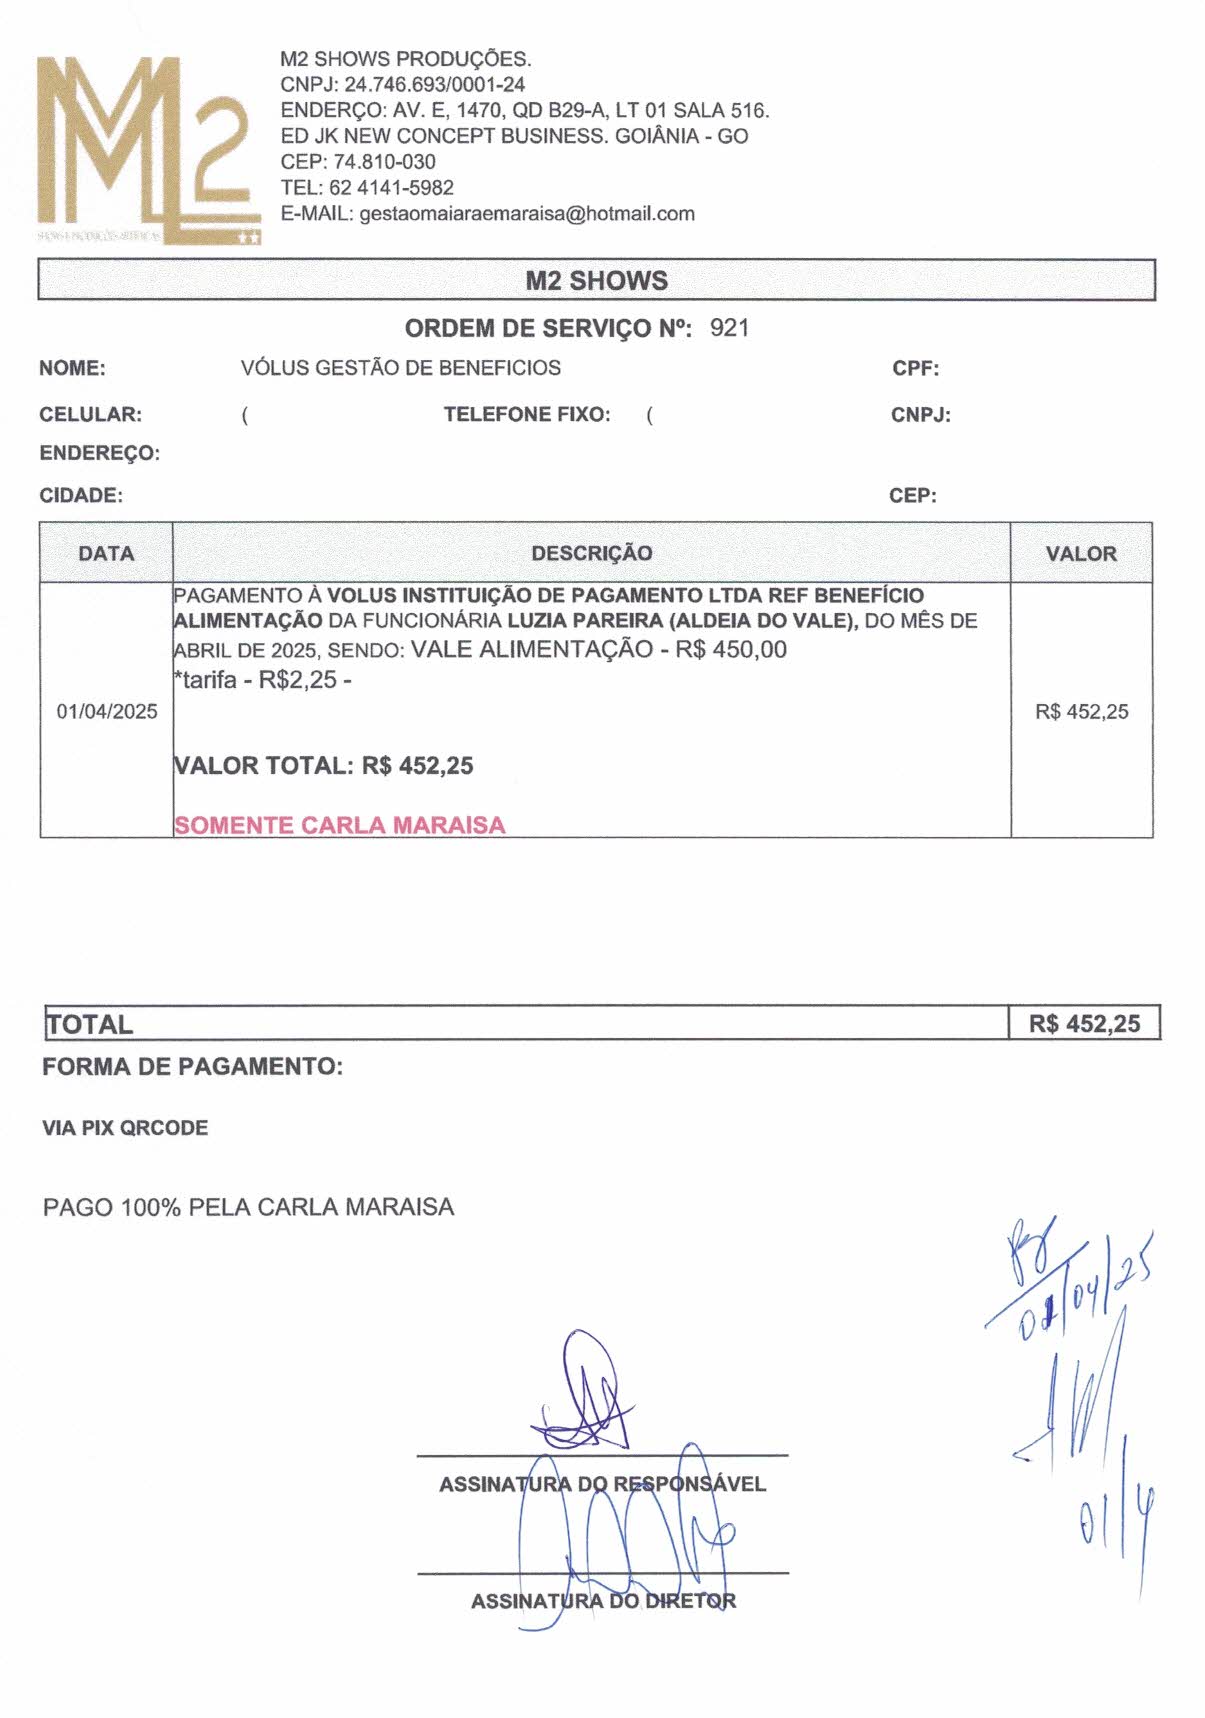 M2
M2 SHOWS PRODUÇÕES.
CNPJ: 24.746.693/0001-24
ENDERÇO: AV. E, 1470, QD B29-A, LT 01 SALA 516.
ED JK NEW CONCEPT BUSINESS. GOIÂNIA - GO
CEP: 74.810-030
TEL: 62 4141-5982
E-MAIL: gestaomaiaraemaraisa@hotmail.com
M2 SHOWS
ORDEM DE SERVIÇO Nº: 921
NOME: VÓLUS GESTÃO DE BENEFICIOS CPF:
CELULAR: ( TELEFONE FIXO: ( CNPJ:
ENDEREÇO:
CIDADE: CEP:
DATA DESCRIÇÃO VALOR
PAGAMENTO À VOLUS INSTITUIÇÃO DE PAGAMENTO LTDA REF BENEFÍCIO
ALIMENTAÇÃO DA FUNCIONÁRIA LUZIA PAREIRA (ALDEIA DO VALE), DO MÊS DE
ABRIL DE 2025, SENDO: VALE ALIMENTAÇÃO - R$ 450,00
*tarifa - R$2,25 -
01/04/2025 R$ 452,25
VALOR TOTAL: R$ 452,25
SOMENTE CARLA MARAISA
TOTAL R$ 452,25
FORMA DE PAGAMENTO:
VIA PIX QRCODE
PAGO 100% PELA CARLA MARAISA
/04/25
01/4
ASSINATURA DO RESPONSÁVEL
ASSINATURA DO DIRETOR